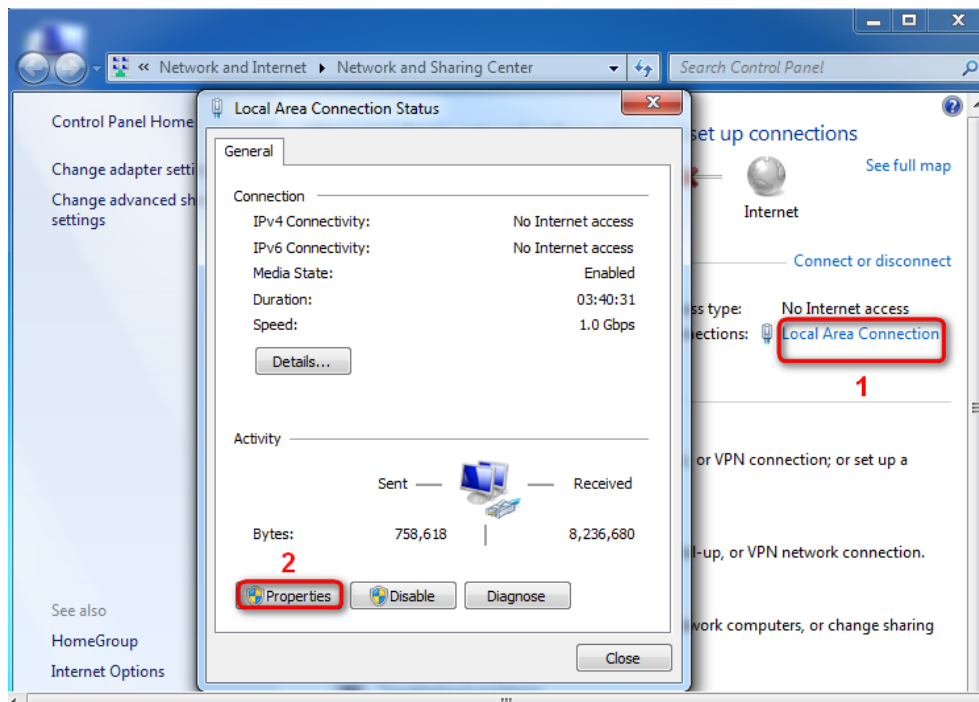 « Network and Internet ▸ Network and Sharing Center
Search Control Panel
Control Panel Home
Change adapter setti
Change advanced sh
settings
See also
HomeGroup
Internet Options
Local Area Connection Status
General
Connection
IPv4 Connectivity: No Internet access
IPv6 Connectivity: No Internet access
Media State: Enabled
Duration: 03:40:31
Speed: 1.0 Gbps
Details...
Activity
Sent — — Received
Bytes: 758,618 | 8,236,680
2
Properties Disable Diagnose
Close
set up connections
See full map
Internet
Connect or disconnect
ss type: No Internet access
ections: Local Area Connection
1
or VPN connection; or set up a
l-up, or VPN network connection.
work computers, or change sharing